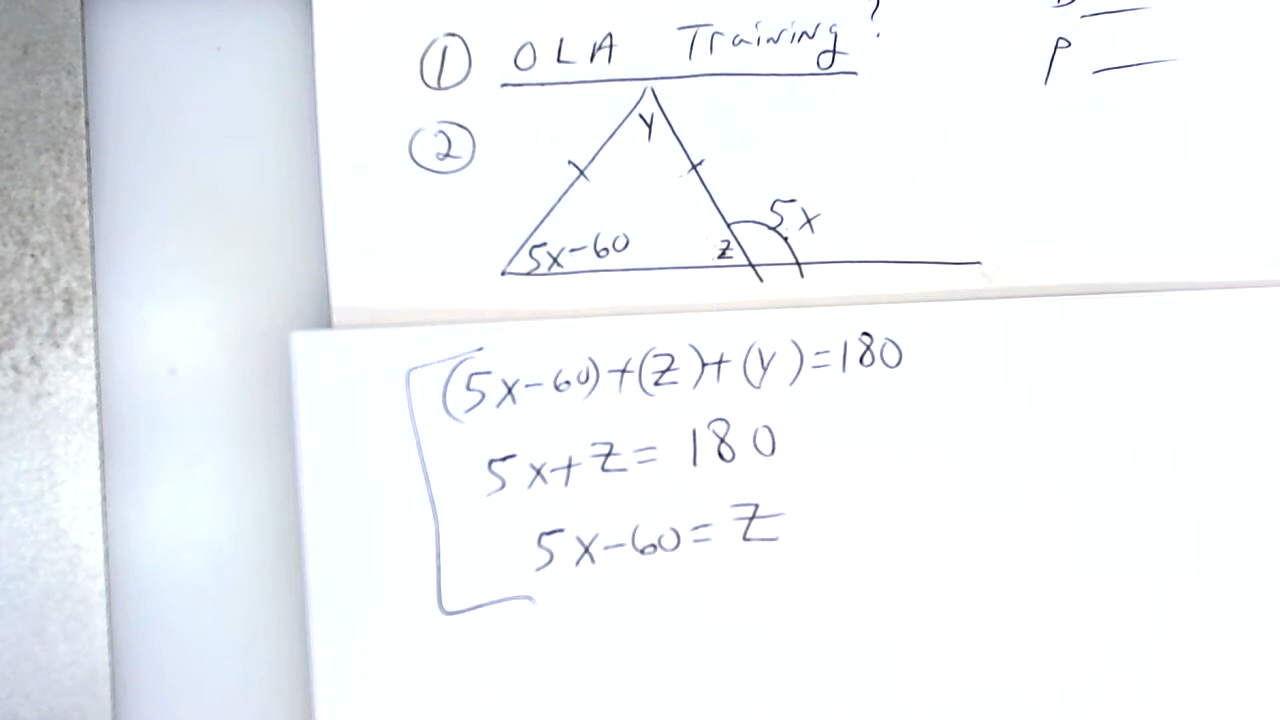 ① OLA Training?
P
②
Y
5x
5x-60
z
(5x-60)+(z)+(y)=180
5x+z=180
5x-60=z